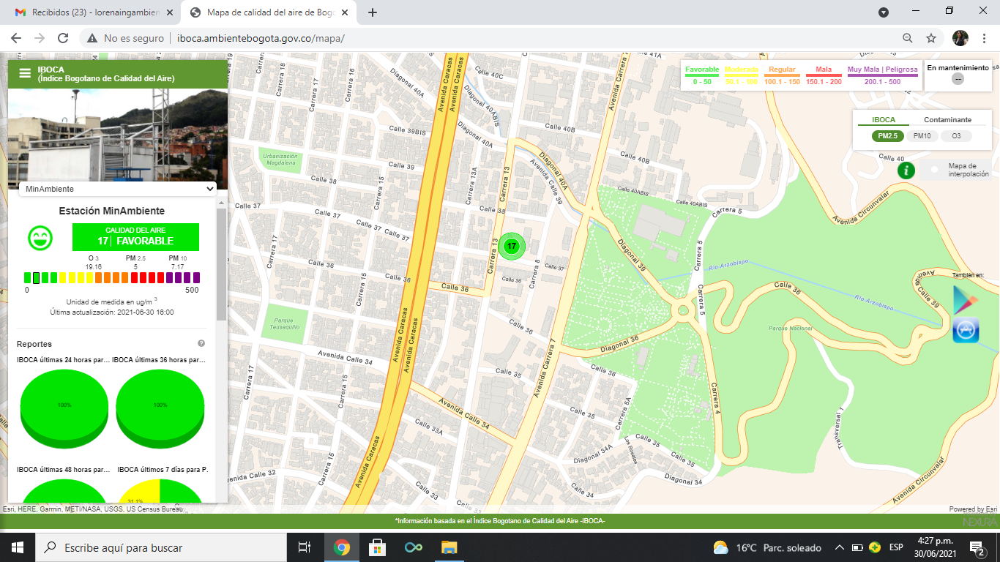 Recibidos (23) - lorenaingambien
Mapa de calidad del aire de Bogo
No es seguro
iboca.ambientebogota.gov.co/mapa/
IBOCA
(Índice Bogotano de Calidad del Aire)
MinAmbiente
Estación MinAmbiente
CALIDAD DEL AIRE
17 | FAVORABLE
O 3 PM 2.5 PM 10
19.16 5 7.17
0 500
Unidad de medida en ug/m 3
Última actualización: 2021-06-30 16:00
Reportes
IBOCA últimas 24 horas par...
IBOCA últimas 36 horas par...
100%
100%
IBOCA últimas 48 horas par...
IBOCA últimos 7 días para P.
31.1%
Esri, HERE, Garmin, METI/NASA, USGS, US Census Bureau
Favorable
0 - 50
Moderada
50.1 - 100
Regular
100.1 - 150
Mala
150.1 - 200
Muy Mala | Peligrosa
200.1 - 500
En mantenimiento
--
IBOCA
Contaminante
PM2.5
PM10
O3
i
Mapa de
interpolación
También en:
Calle 41A
Calle 40C
Carrera 17
Carrera 18
Diagonal 40A
Diagonal 40ABIS
Avenida Caracas
Avenida Caracas
Avenida Carrera 7
Calle 39BIS
Diagonal 40A
Calle 40B
Calle 40B
Urbanización
Magdalena
Calle 39
Carrera 13A
Carrera 13
Diagonal 40A
Avenida Calle 39
Calle 40
Calle 38
Carrera 15
Calle 40ABIS
Calle 40ABIS
Carrera 5
Avenida Circunvalar
Calle 37
Calle 37
Calle 38
Calle 37
Calle 37
Carrera 17
Carrera 13
17
Carrera 8
Calle 37
Calle 36
Diagonal 39
Carrera 5
Río Arzobispo
Calle 36
Carrera 15
Calle 36
Río Arzobispo
Avenida Calle 39
Carrera 5
Parque
Teusaquillo
Avenida Caracas
Avenida Caracas
Calle 36
Diagonal 36
Parque Nacional
Avenida Calle 34
Carrera 17
Calle 35
Avenida Carrera 7
Carrera 5A
Carrera 4
Avenida Calle 34
Calle 33A
Transversal 1
Los Rosales
Calle 35
Calle 35
Diagonal 34A
Diagonal 34
Carrera 15
Calle 32
Avenida Caracas
Avenida Circunvalar
Powered by Esri
*Información basada en el Índice Bogotano de Calidad del Aire -IBOCA-
NEXURA
Escribe aquí para buscar
16°C Parc. soleado
ESP
4:27 p.m.
30/06/2021
2